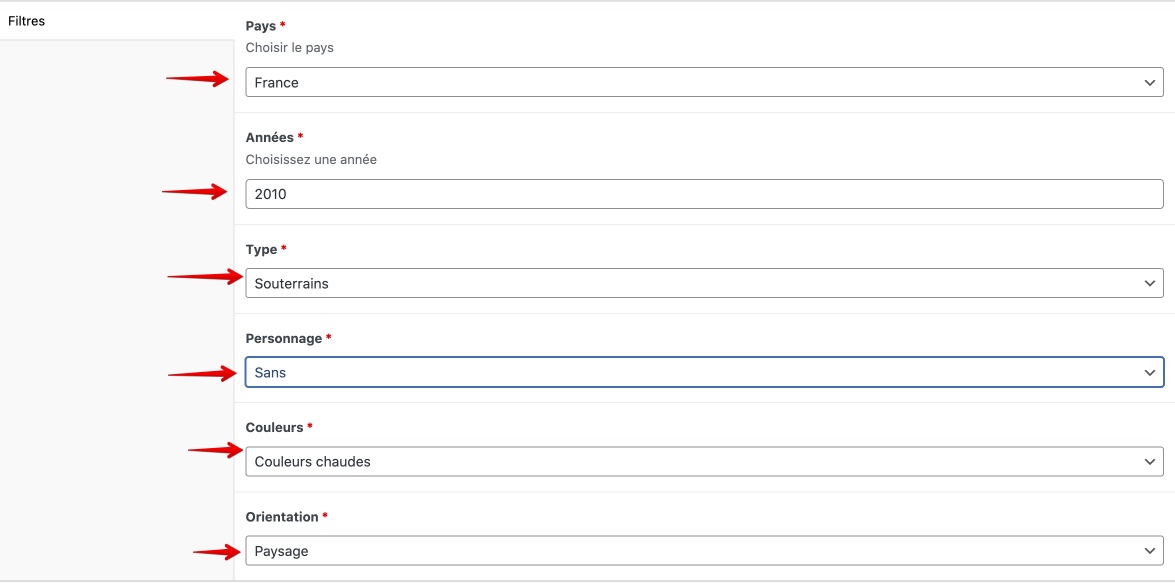 Filtres
Pays *
Choisir le pays
France
Années *
Choisissez une année
2010
Type *
Souterrains
Personnage *
Sans
Couleurs *
Couleurs chaudes
Orientation *
Paysage